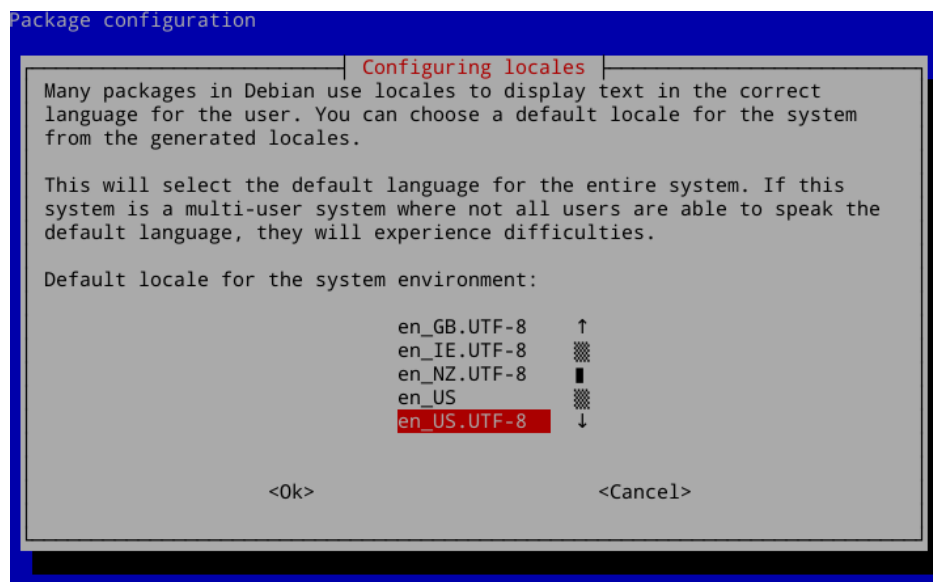 Package configuration
Configuring locales
Many packages in Debian use locales to display text in the correct
language for the user. You can choose a default locale for the system
from the generated locales.
This will select the default language for the entire system. If this
system is a multi-user system where not all users are able to speak the
default language, they will experience difficulties.
Default locale for the system environment:
en_GB.UTF-8
en_IE.UTF-8
en_NZ.UTF-8
en_US
en_US.UTF-8
<Ok> <Cancel>